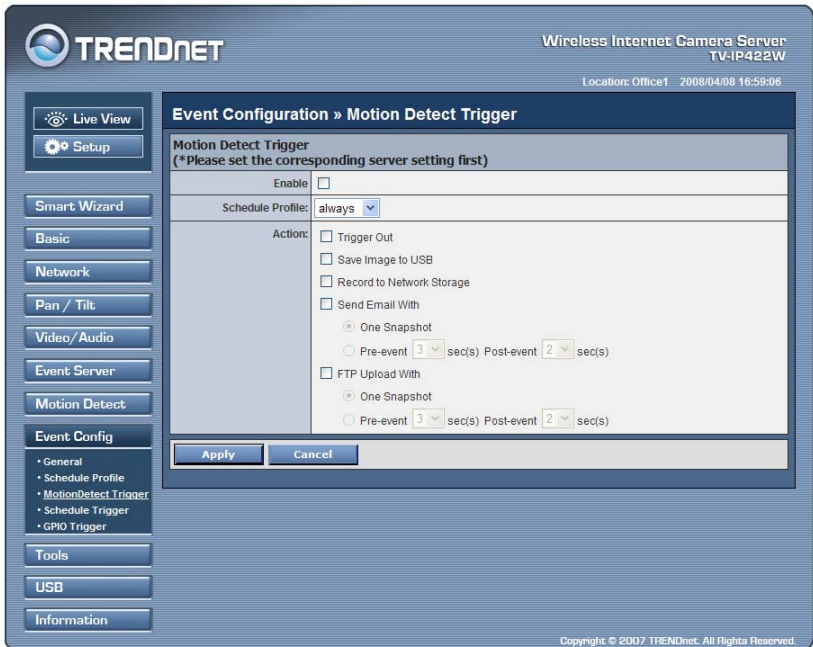 TRENDnet
Wireless Internet Camera Server
TV-IP422W
Location: Office1 2008/04/08 16:59:06
Live View
Setup
Smart Wizard
Basic
Network
Pan / Tilt
Video/Audio
Event Server
Motion Detect
Event Config
• General
• Schedule Profile
• MotionDetect Trigger
• Schedule Trigger
• GPIO Trigger
Tools
USB
Information
Event Configuration » Motion Detect Trigger
Motion Detect Trigger
(*Please set the corresponding server setting first)
Enable
Schedule Profile: always
Action: Trigger Out
Save Image to USB
Record to Network Storage
Send Email With
One Snapshot
Pre-event 3 sec(s) Post-event 2 sec(s)
FTP Upload With
One Snapshot
Pre-event 3 sec(s) Post-event 2 sec(s)
Apply Cancel
Copyright © 2007 TRENDnet. All Rights Reserved.